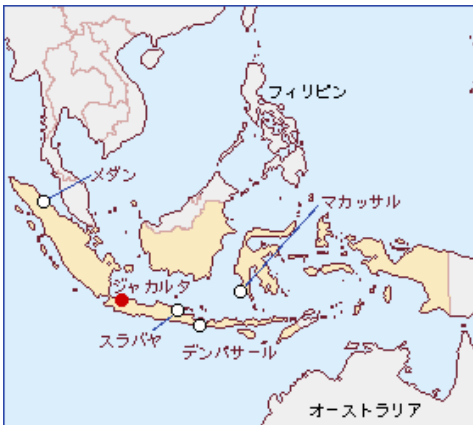 フィリピン
メダン
マカッサル
ジャカルタ
スラバヤ
デンパサール
オーストラリア